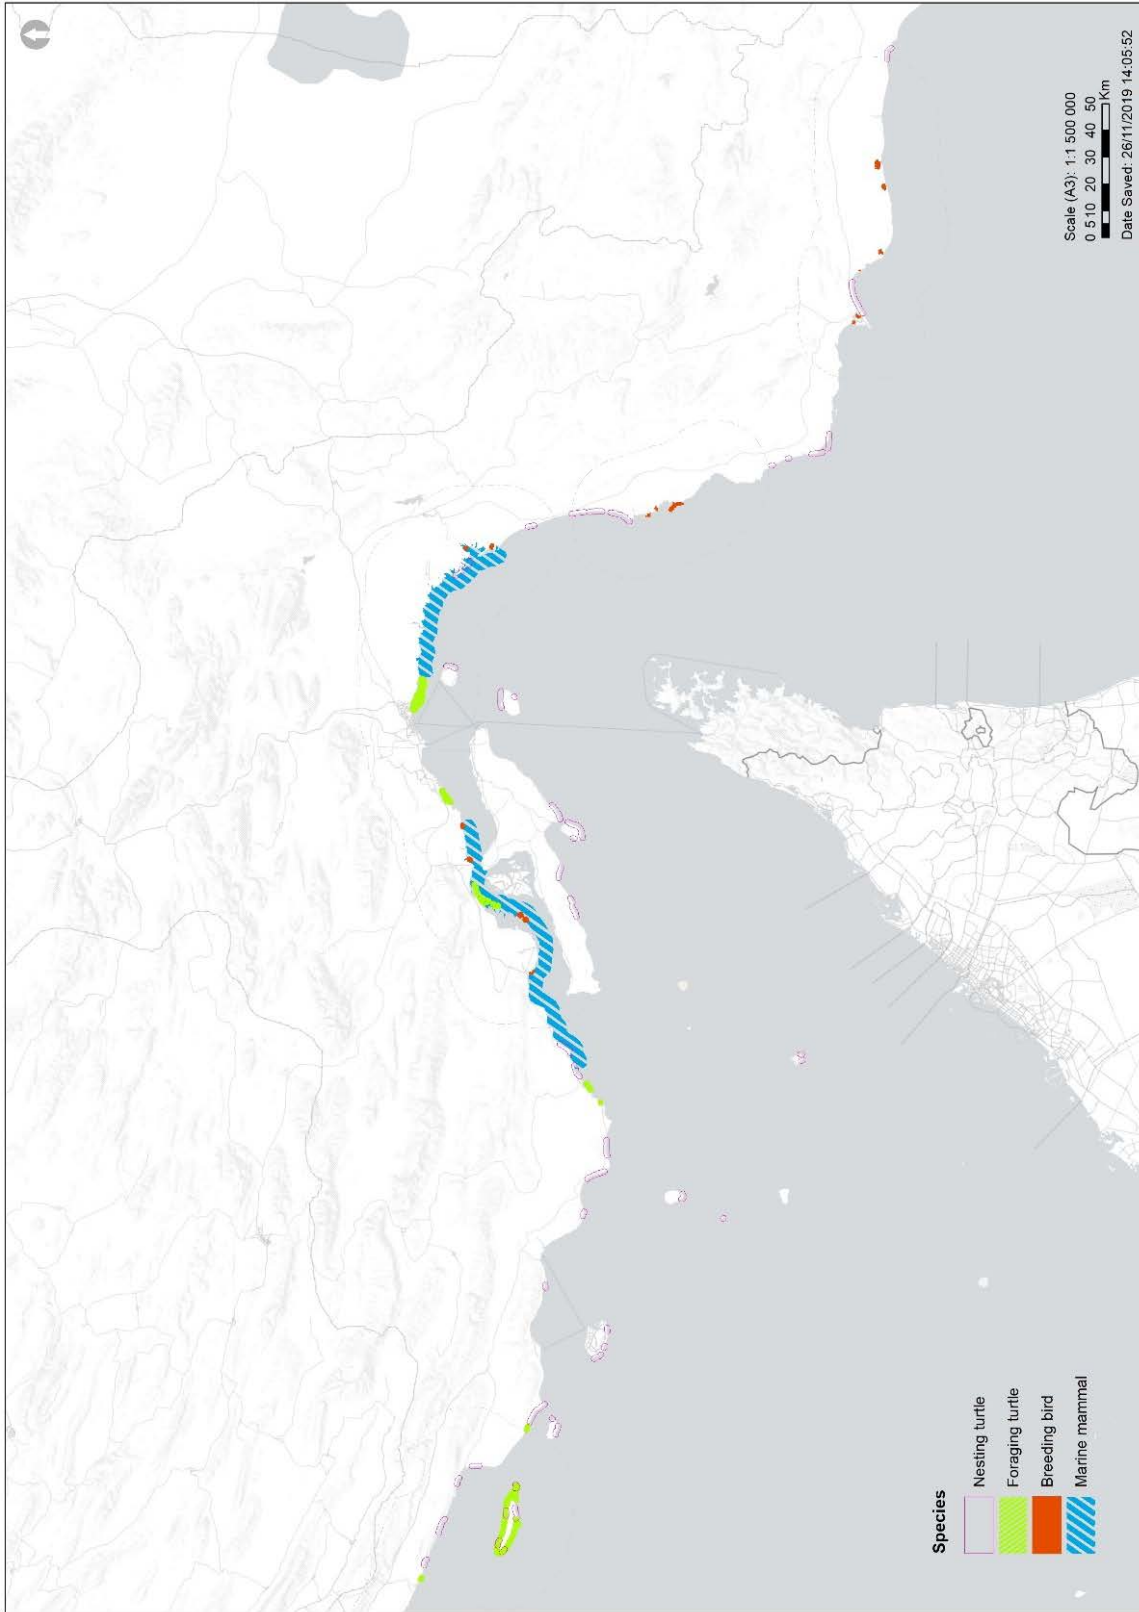 Species
Nesting turtle
Foraging turtle
Breeding bird
Marine mammal
Scale (A3): 1:1 500 000
0 5 10 20 30 40 50
Km
Date Saved: 26/11/2019 14:05:52